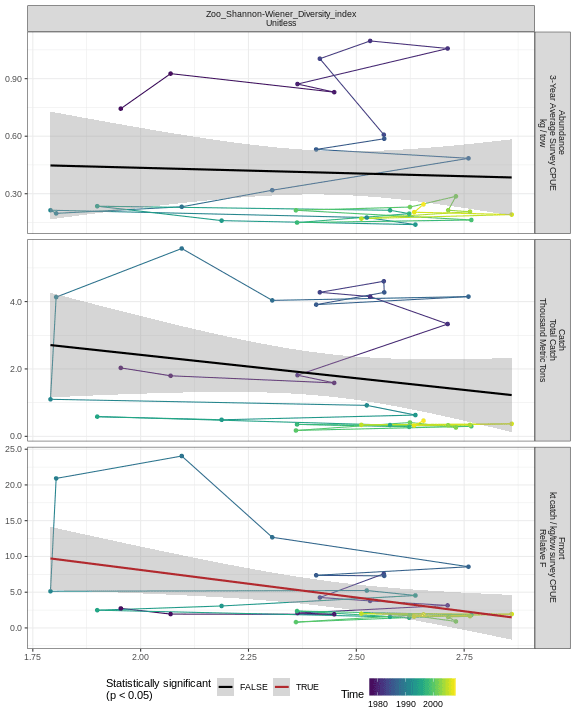 Zoo_Shannon-Wiener_Diversity_index
Unitless
0.90
0.60
0.30
Abundance
3-Year Average Survey CPUE
kg / tow
4.0
2.0
0.0
Catch
Total Catch
Thousand Metric Tons
25.0
20.0
15.0
10.0
5.0
0.0
Fmort
kt catch / kg/tow survey CPUE
Relative F
1.75
2.00
2.25
2.50
2.75
Statistically significant
(p < 0.05)
FALSE
TRUE
Time
1980
1990
2000